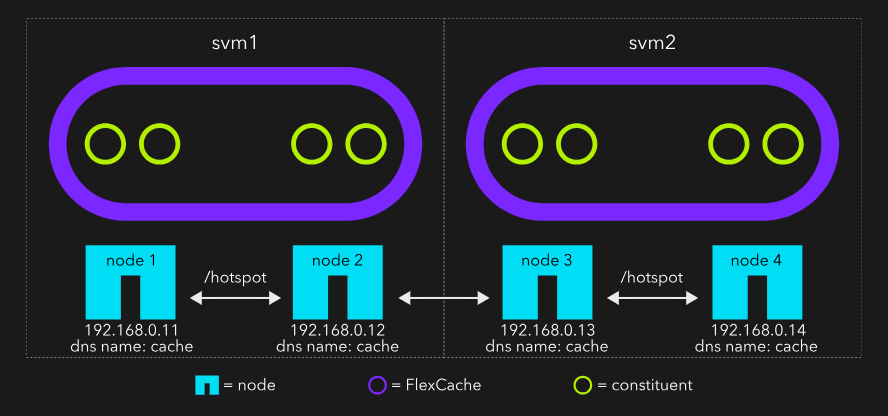 svm1
svm2
node 1
/hotspot
node 2
node 3
/hotspot
node 4
192.168.0.11
dns name: cache
192.168.0.12
dns name: cache
192.168.0.13
dns name: cache
192.168.0.14
dns name: cache
= node
= FlexCache
= constituent